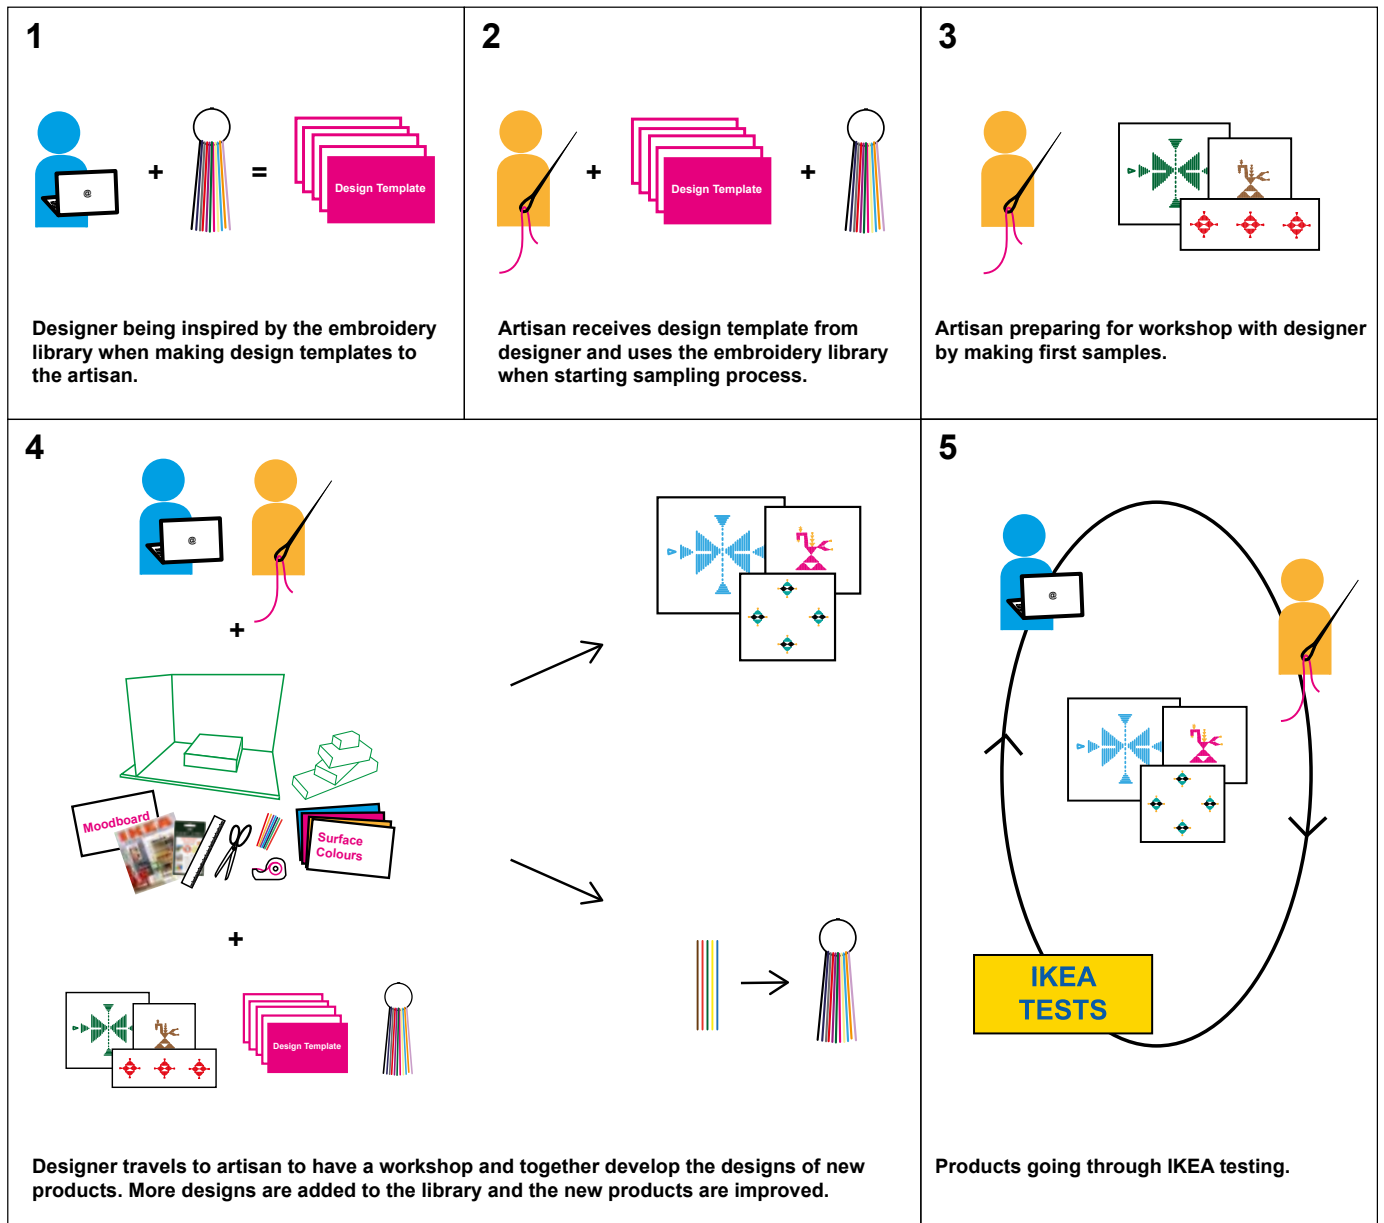 1
@
+
=
Design Template
Designer being inspired by the embroidery
library when making design templates to
the artisan.
2
+
Design Template
+
Artisan receives design template from
designer and uses the embroidery library
when starting sampling process.
3
Artisan preparing for workshop with designer
by making first samples.
4
@
+
Moodboard
IKEA
Surface
Colours
+
Design Template
Designer travels to artisan to have a workshop and together develop the designs of new
products. More designs are added to the library and the new products are improved.
5
@
IKEA
TESTS
Products going through IKEA testing.